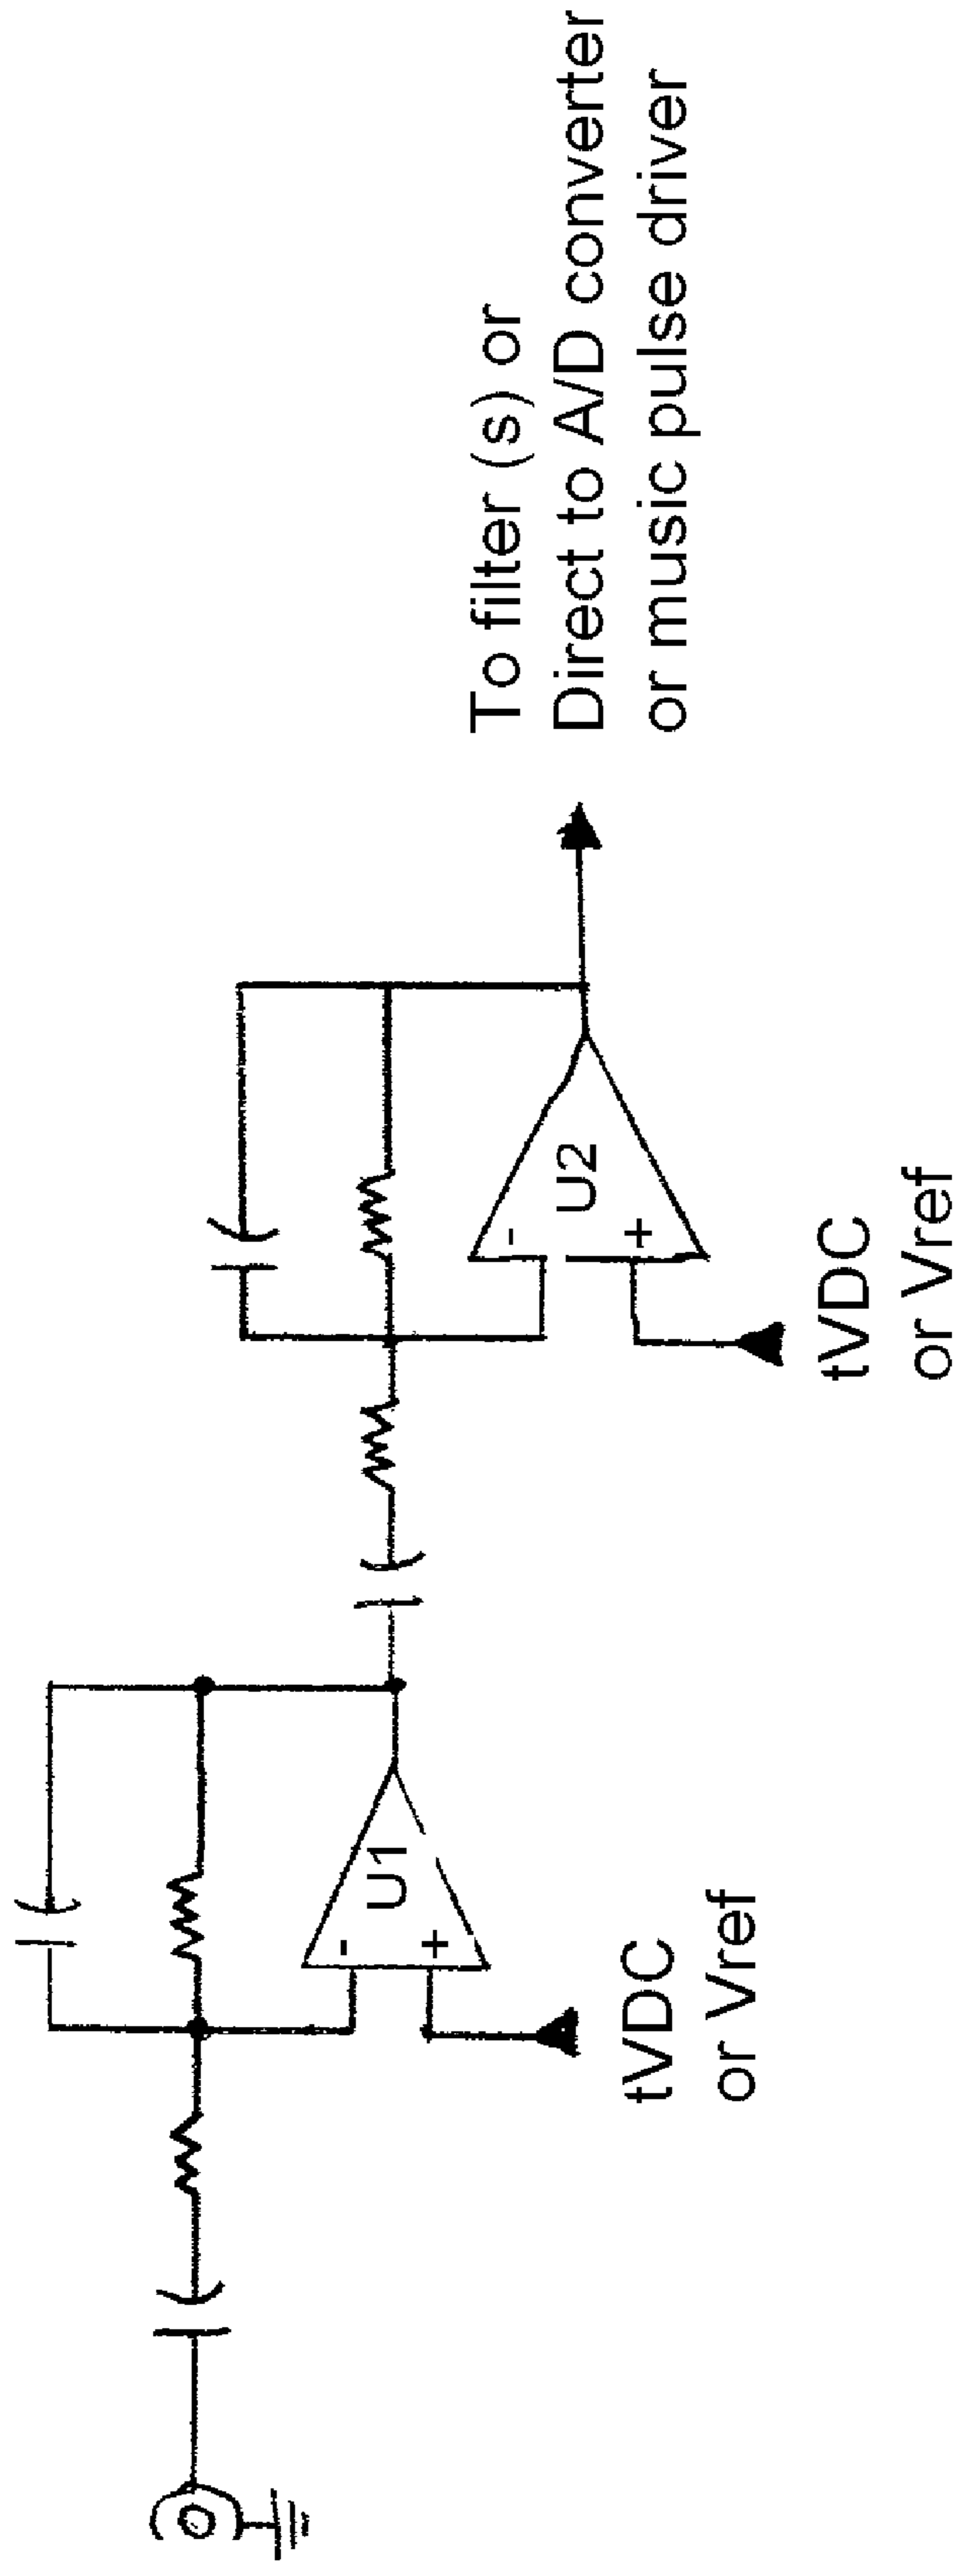 -
+
U1
tVDC
or Vref
-
+
U2
tVDC
or Vref
To filter (s) or
Direct to A/D converter
or music pulse driver